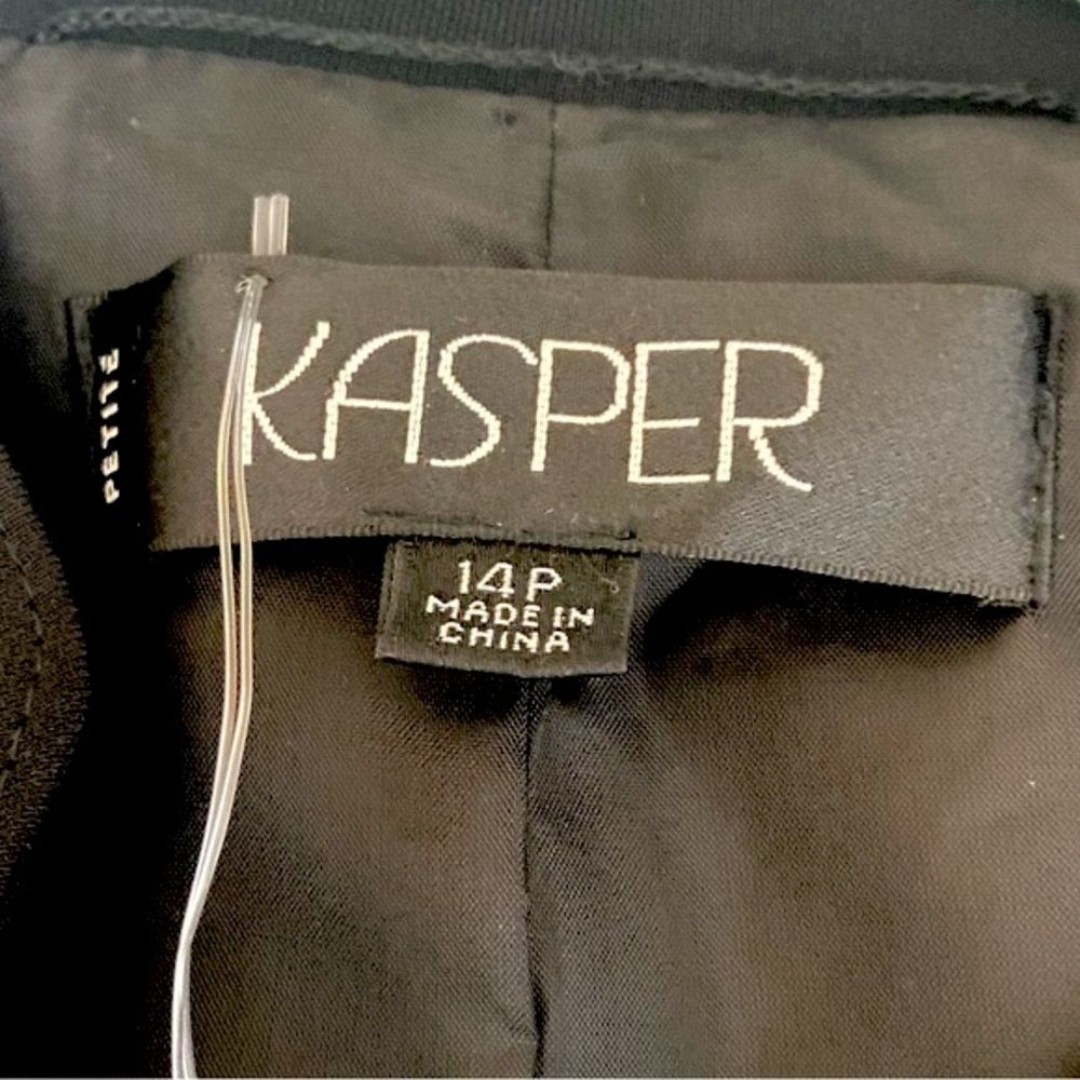 PETITE
KASPER
14P
MADE IN
CHINA